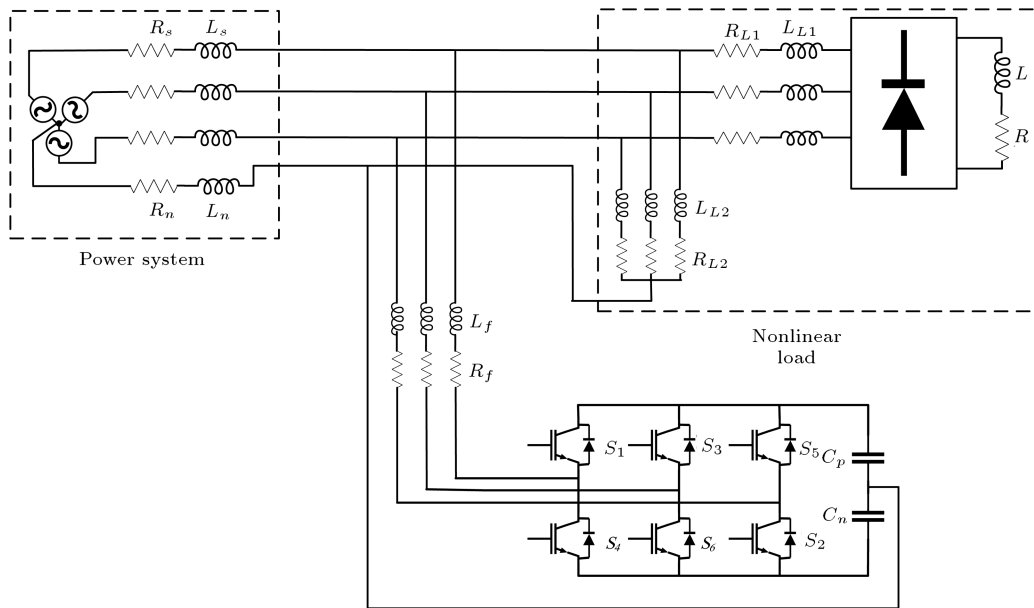 R_s L_s
R_{L1} L_{L1}
L
R
R_n L_n
Power system
L_{L2}
R_{L2}
Nonlinear
load
L_f
R_f
S_1 S_3 S_5 C_p
C_n
S_4 S_6 S_2